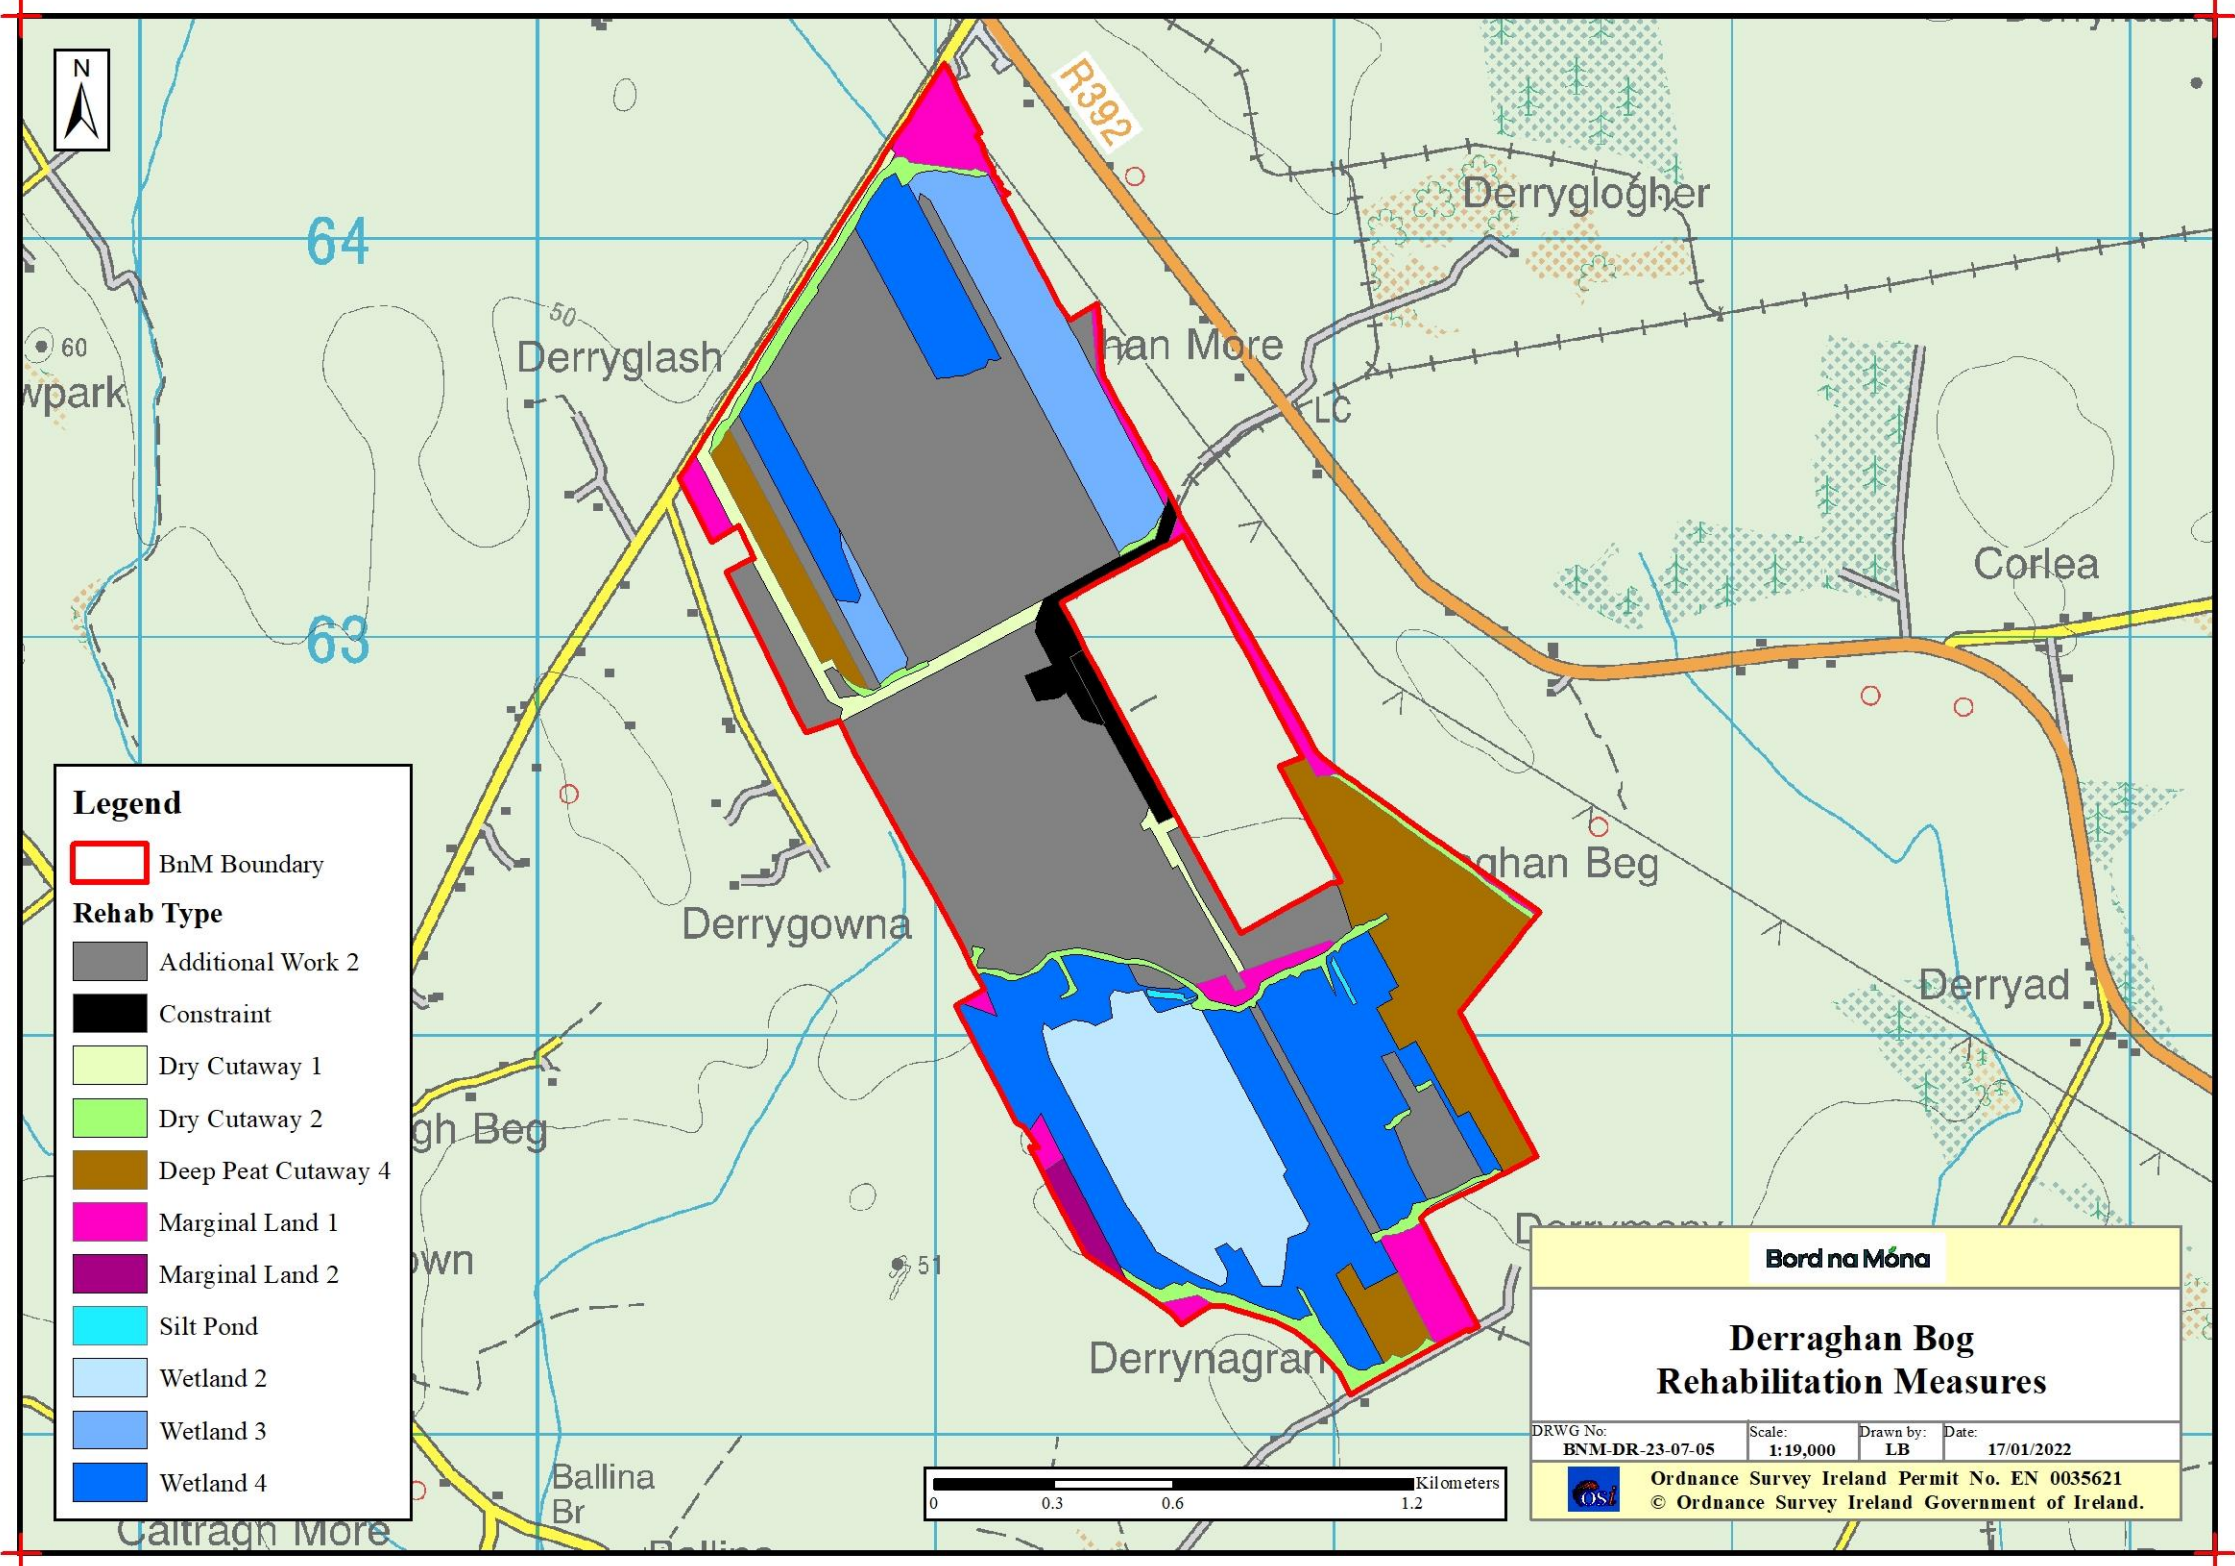 N
R392
Derryglogher
64
50
Derryglash
han More
60
wpark
LC
Corlea
63
ghan Beg
Derrygowna
Derryad
gh Beg
own
51
Derrynagran
Ballina
Br
Caltragh More
Legend
BnM Boundary
Rehab Type
Additional Work 2
Constraint
Dry Cutaway 1
Dry Cutaway 2
Deep Peat Cutaway 4
Marginal Land 1
Marginal Land 2
Silt Pond
Wetland 2
Wetland 3
Wetland 4
Kilometers
0 0.3 0.6 1.2
Bord na Móna
Derraghan Bog
Rehabilitation Measures
DRWG No: Scale: Drawn by: Date:
BNM-DR-23-07-05 1:19,000 LB 17/01/2022
osi
Ordnance Survey Ireland Permit No. EN 0035621
© Ordnance Survey Ireland Government of Ireland.